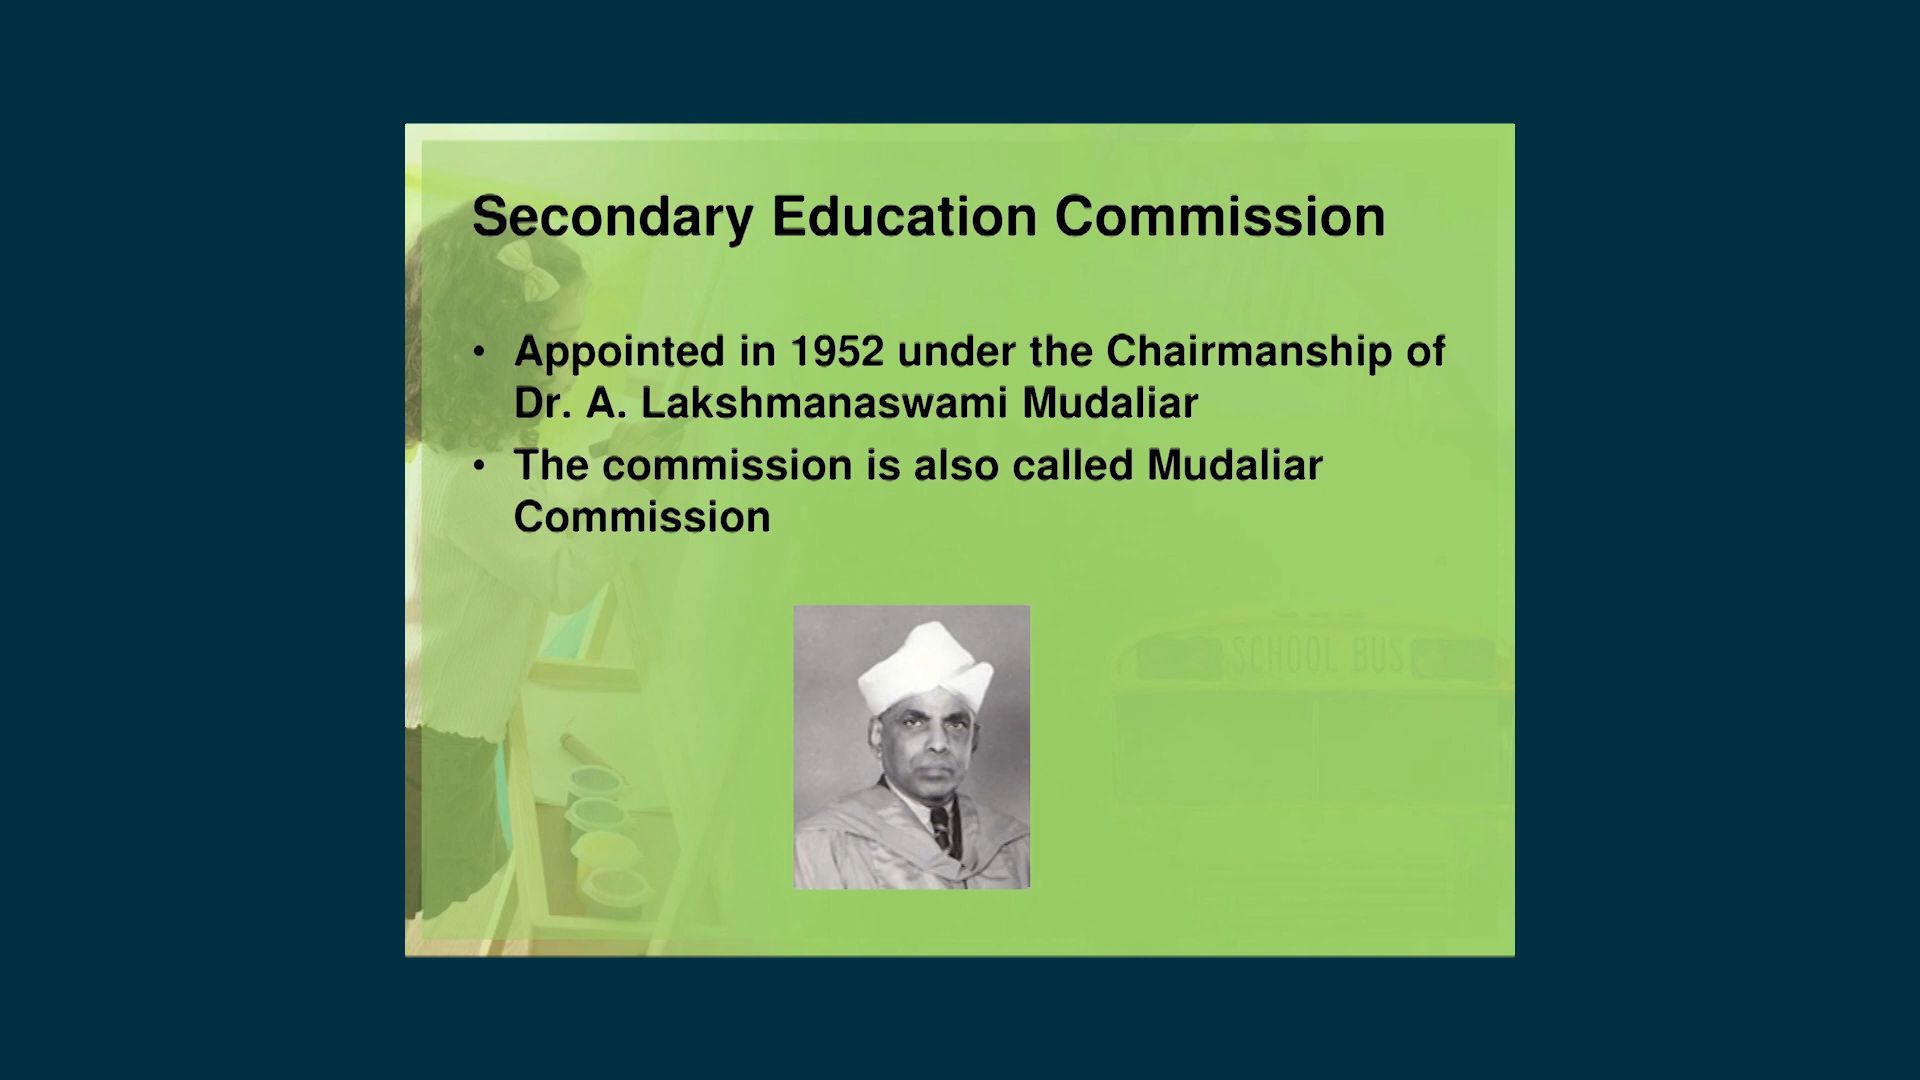 Secondary Education Commission
• Appointed in 1952 under the Chairmanship of
Dr. A. Lakshmanaswami Mudaliar
• The commission is also called Mudaliar
Commission
SCHOOL BUS